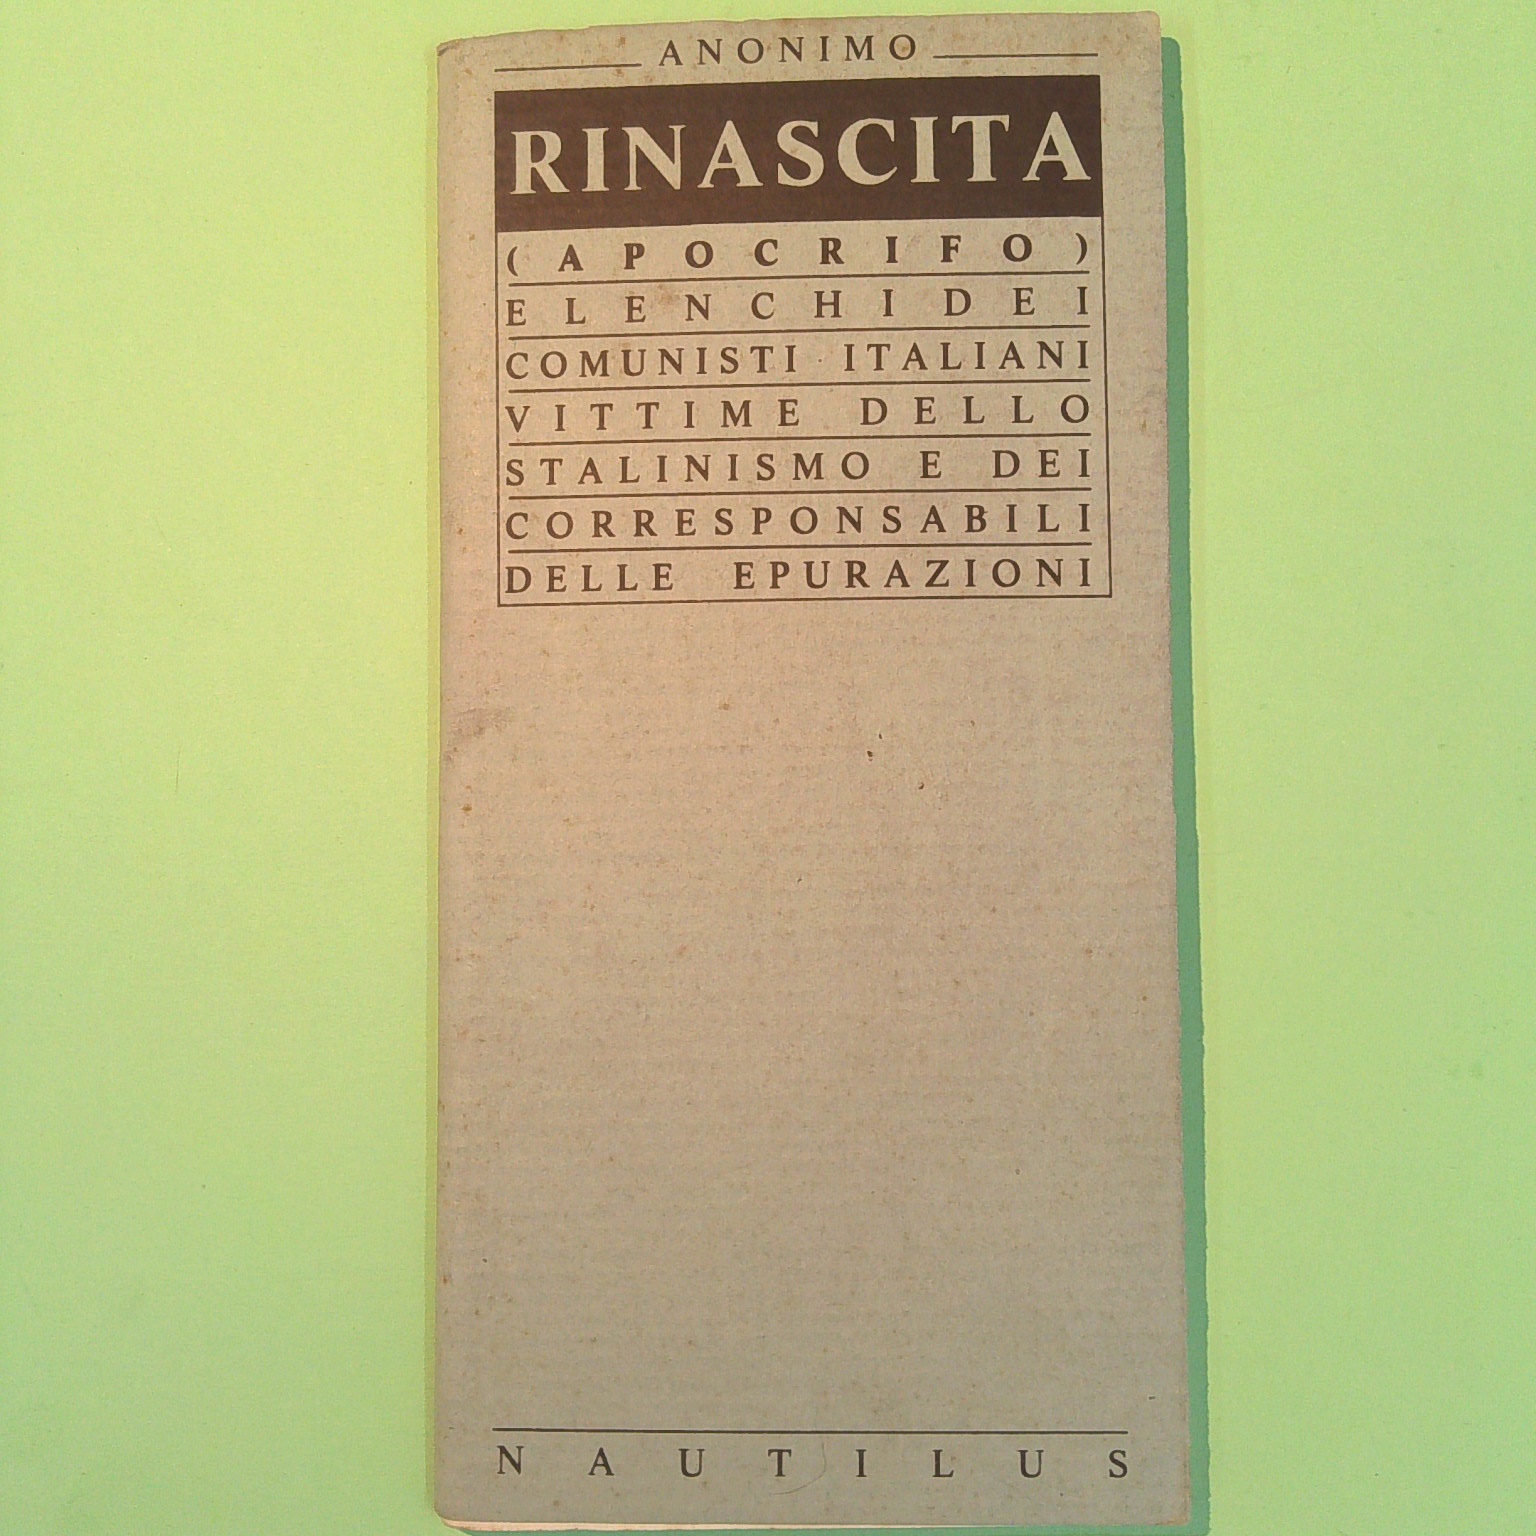 ANONIMO
RINASCITA
(APOCRIFO)
ELENCHI DEI
COMUNISTI ITALIANI
VITTIME DELLO
STALINISMO E DEI
CORRESPONSABILI
DELLE EPURAZIONI
NAUTILUS